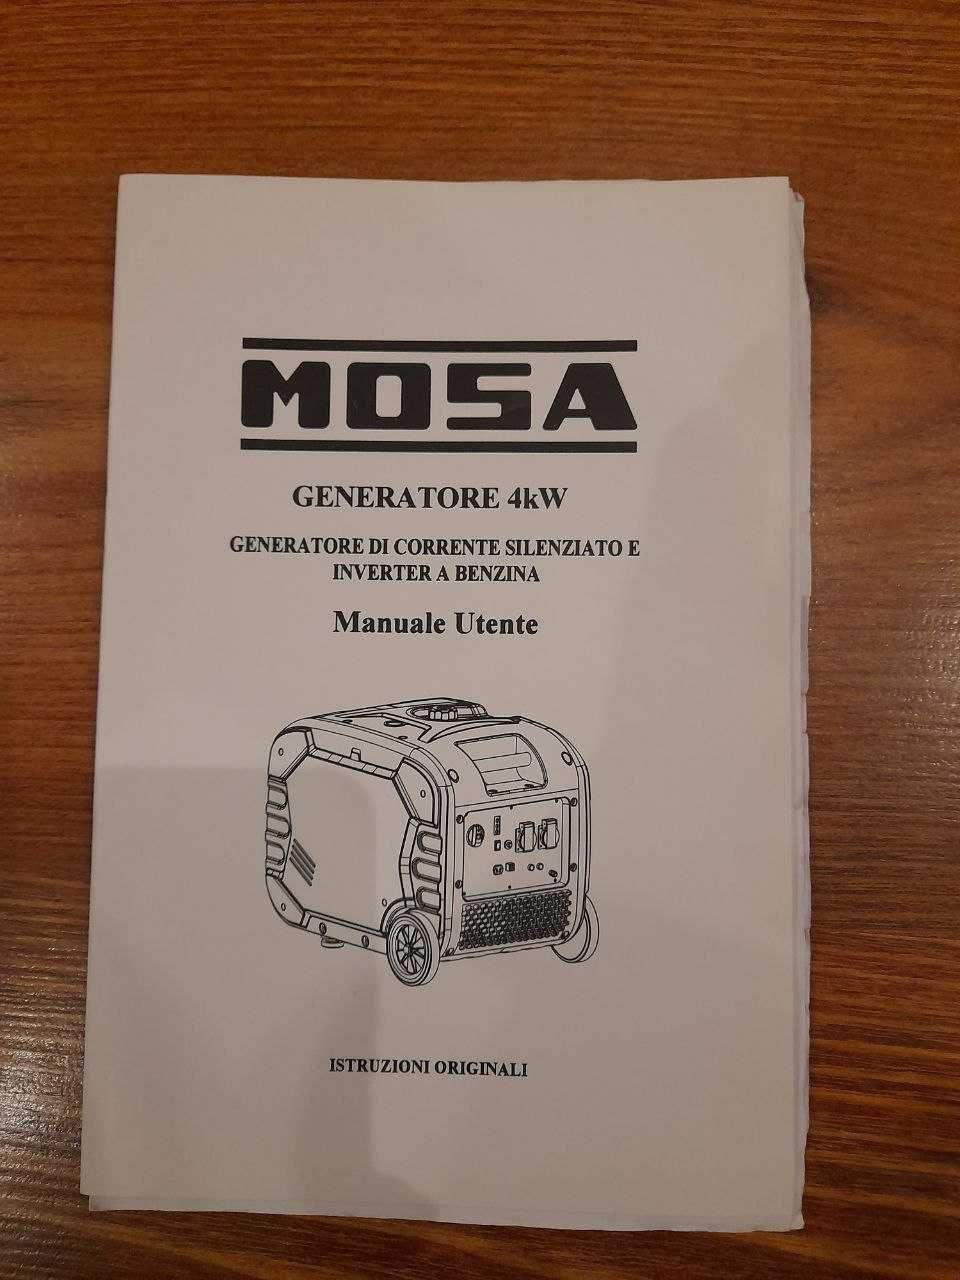 MOSA
GENERATORE 4kW
GENERATORE DI CORRENTE SILENZIATO E
INVERTER A BENZINA
Manuale Utente
ISTRUZIONI ORIGINALI